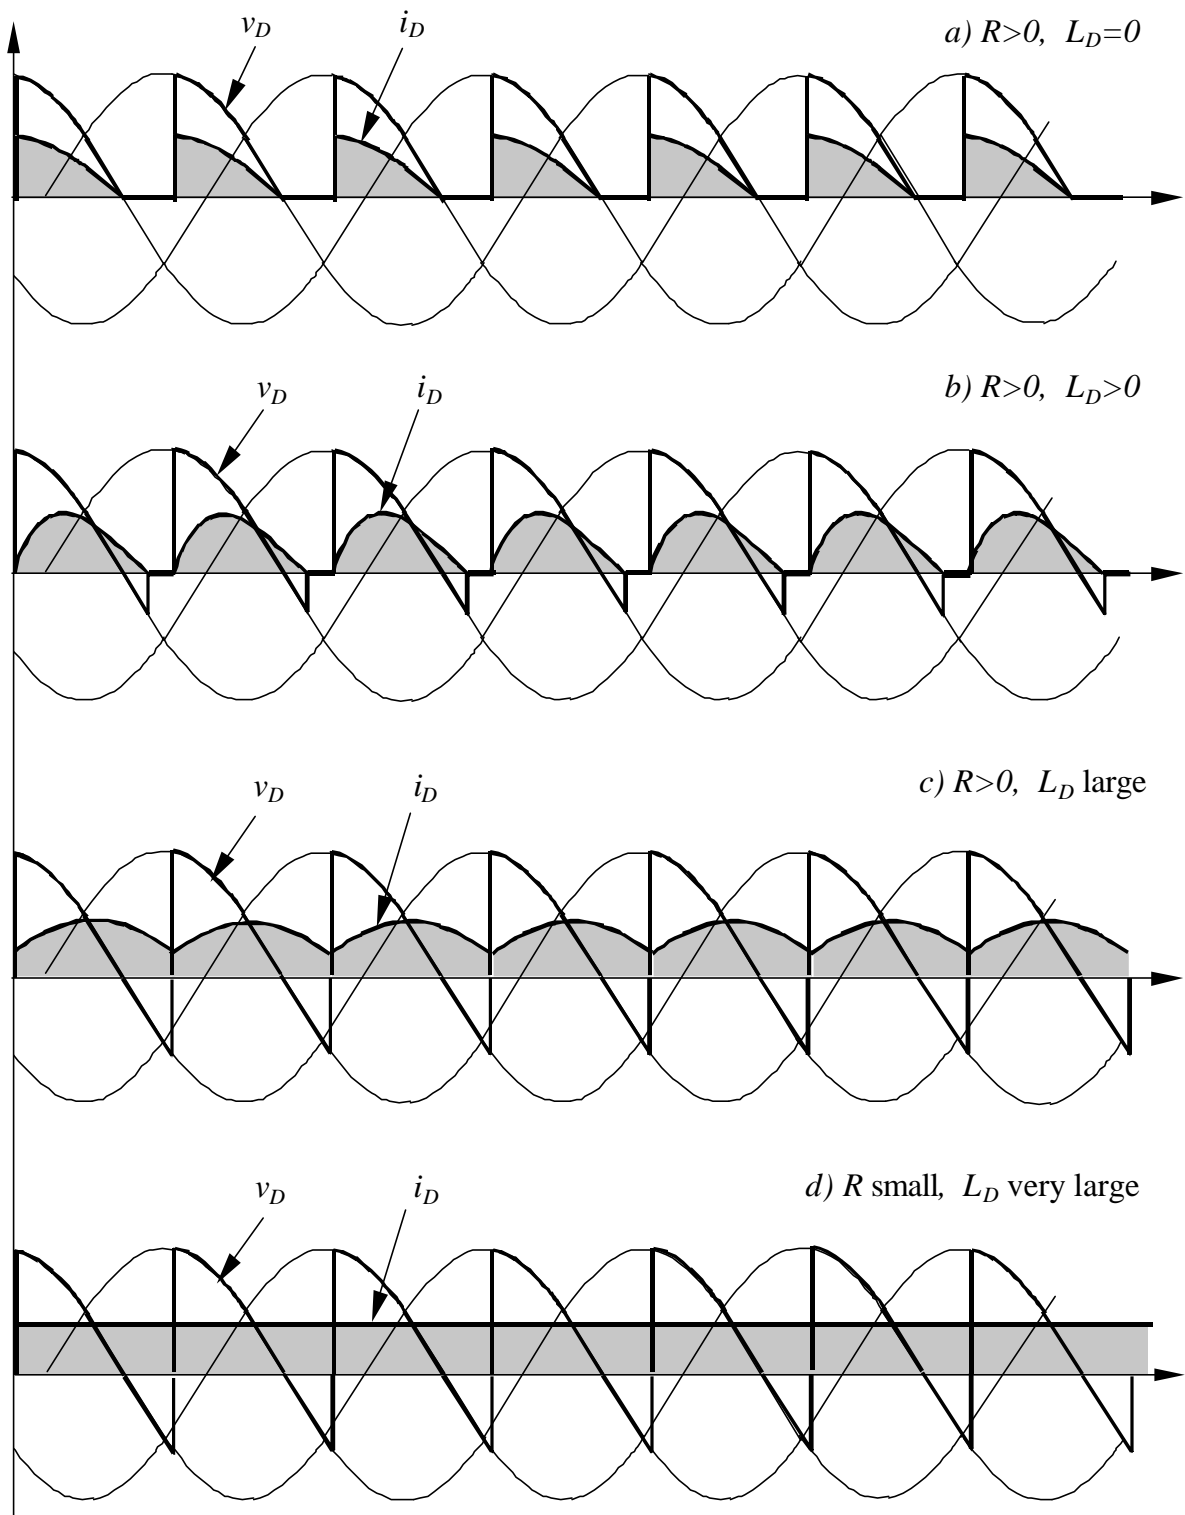 v_D i_D a) R>0, L_D=0
v_D i_D b) R>0, L_D>0
v_D i_D c) R>0, L_D large
v_D i_D d) R small, L_D very large